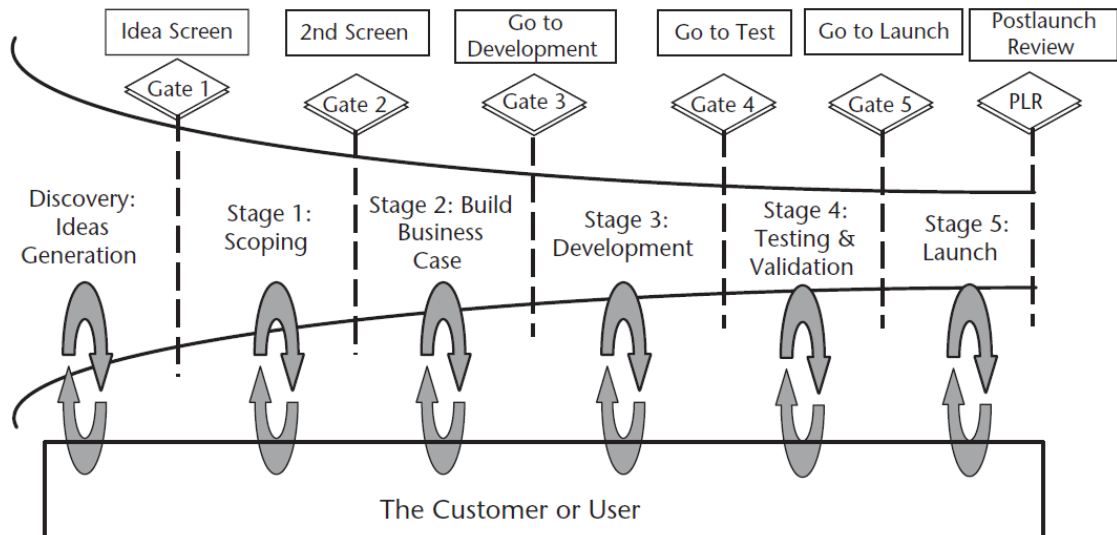 Idea Screen
2nd Screen
Go to
Development
Go to Test
Go to Launch
Postlaunch
Review
Gate 1
Gate 2
Gate 3
Gate 4
Gate 5
PLR
Discovery:
Ideas
Generation
Stage 1:
Scoping
Stage 2: Build
Business
Case
Stage 3:
Development
Stage 4:
Testing &
Validation
Stage 5:
Launch
The Customer or User